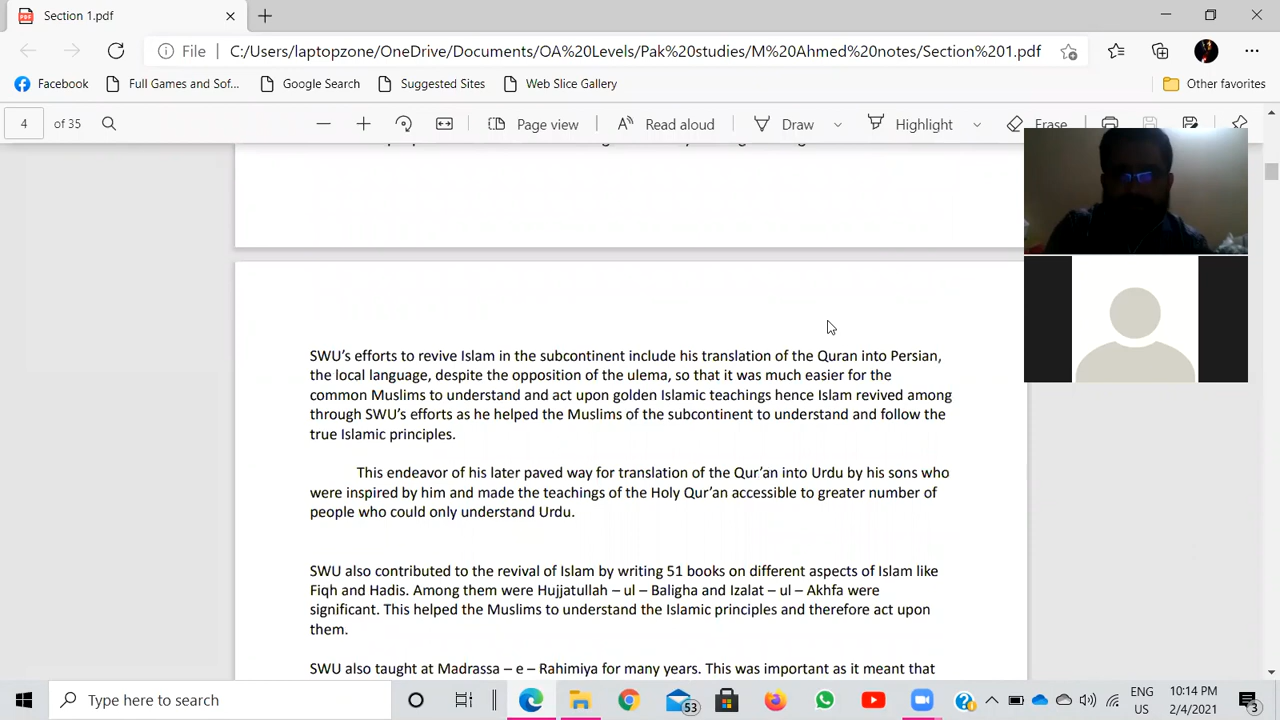 Section 1.pdf
File C:/Users/laptopzone/OneDrive/Documents/OA%20Levels/Pak%20studies/M%20Ahmed%20notes/Section%201.pdf
Facebook Full Games and Sof... Google Search Suggested Sites Web Slice Gallery Other favorites
4 of 35 Page view Read aloud Draw Highlight Erase
SWU's efforts to revive Islam in the subcontinent include his translation of the Quran into Persian,
the local language, despite the opposition of the ulema, so that it was much easier for the
common Muslims to understand and act upon golden Islamic teachings hence Islam revived among
through SWU's efforts as he helped the Muslims of the subcontinent to understand and follow the
true Islamic principles.
This endeavor of his later paved way for translation of the Qur'an into Urdu by his sons who
were inspired by him and made the teachings of the Holy Qur'an accessible to greater number of
people who could only understand Urdu.
SWU also contributed to the revival of Islam by writing 51 books on different aspects of Islam like
Fiqh and Hadis. Among them were Hujjatullah – ul – Baligha and Izalat – ul – Akhfa were
significant. This helped the Muslims to understand the Islamic principles and therefore act upon
them.
SWU also taught at Madrassa – e – Rahimiya for many years. This was important as it meant that
Type here to search 53 ENG 10:14 PM
US 2/4/2021 3